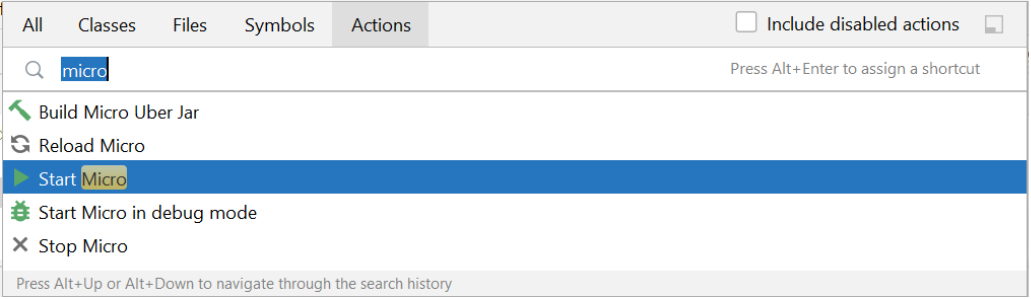 All Classes Files Symbols Actions Include disabled actions
micro Press Alt+Enter to assign a shortcut
Build Micro Uber Jar
Reload Micro
Start Micro
Start Micro in debug mode
Stop Micro
Press Alt+Up or Alt+Down to navigate through the search history